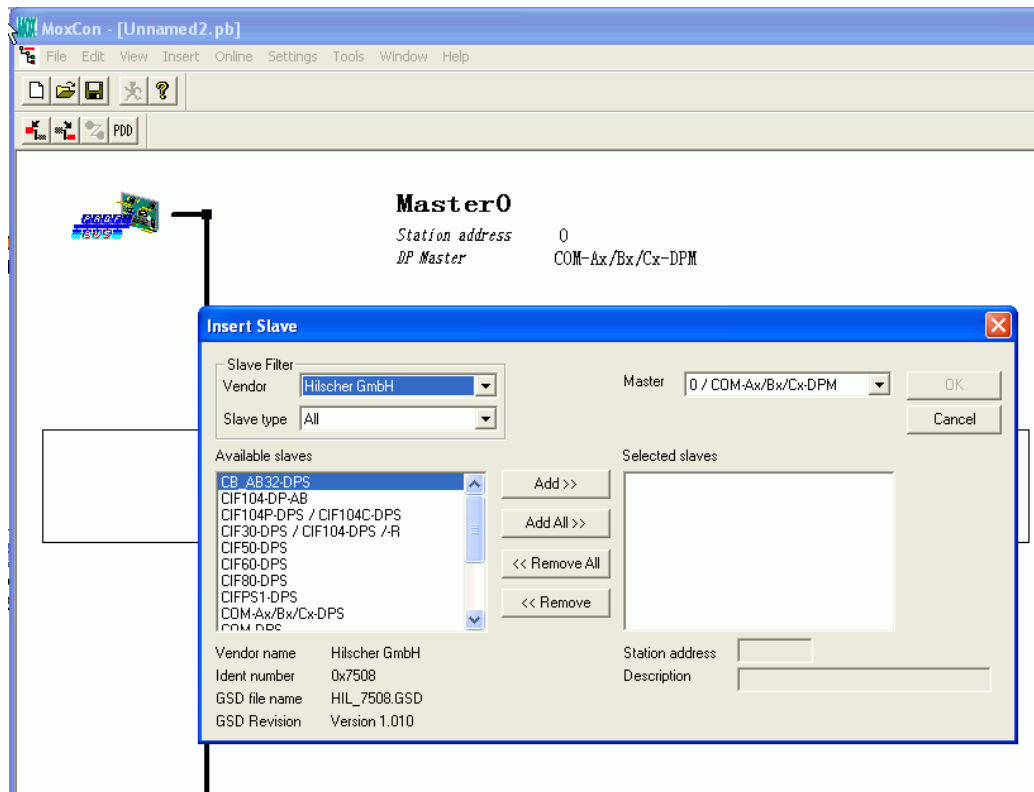 MoxCon - [Unnamed2.pb]
File Edit View Insert Online Settings Tools Window Help
PDD
Master0
Station address 0
DP Master COM-Ax/Bx/Cx-DPM
Insert Slave
Slave Filter
Vendor Hilscher GmbH
Slave type All
Master 0 / COM-Ax/Bx/Cx-DPM
OK
Cancel
Available slaves
CB_AB32-DPS
CIF104-DP-AB
CIF104P-DPS / CIF104C-DPS
CIF30-DPS / CIF104-DPS /-R
CIF50-DPS
CIF60-DPS
CIF80-DPS
CIFPS1-DPS
COM-Ax/Bx/Cx-DPS
COM-DPS
Add >>
Add All >>
<< Remove All
<< Remove
Selected slaves
Vendor name Hilscher GmbH
Ident number 0x7508
GSD file name HIL_7508.GSD
GSD Revision Version 1.010
Station address
Description